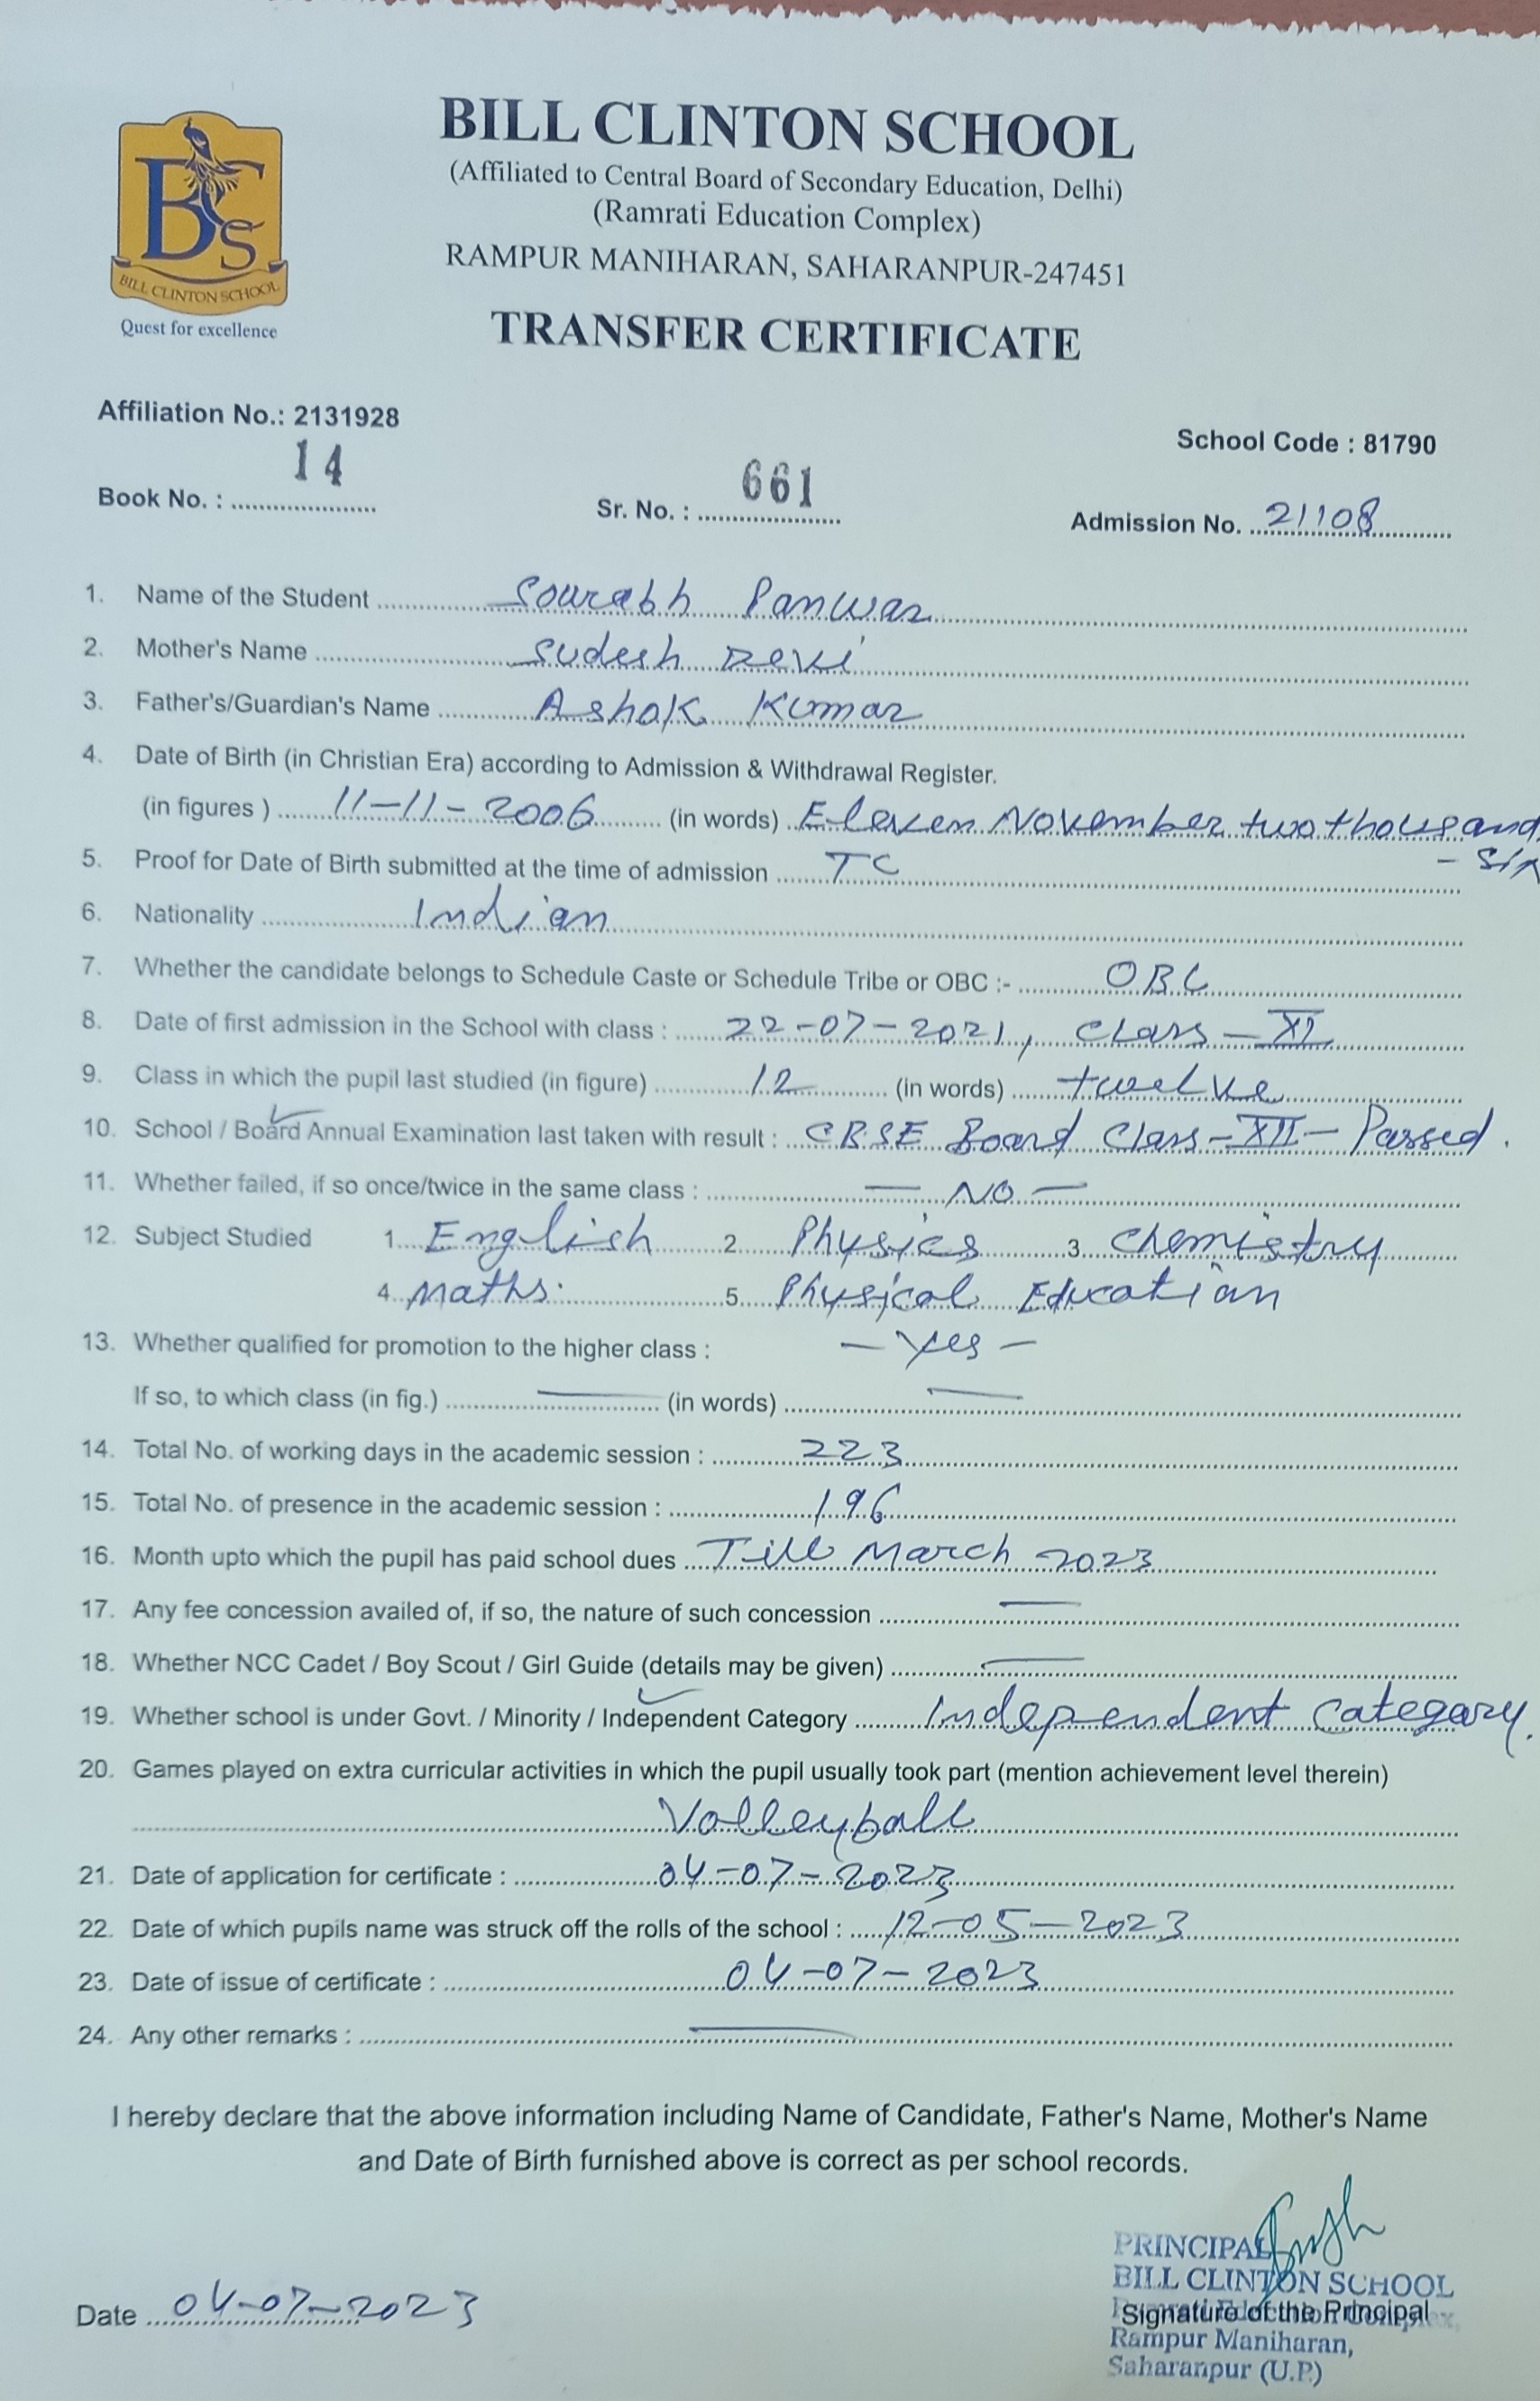 BILL CLINTON SCHOOL
(Affiliated to Central Board of Secondary Education, Delhi)
(Ramrati Education Complex)
RAMPUR MANIHARAN, SAHARANPUR-247451
BCS
BILL CLINTON SCHOOL
Quest for excellence
TRANSFER CERTIFICATE
Affiliation No.: 2131928
School Code : 81790
Book No. : 14 Sr. No. : 661 Admission No. 21108
1. Name of the Student Sourabh Panwar
2. Mother's Name Sudesh Devi
3. Father's/Guardian's Name Ashok Kumar
4. Date of Birth (in Christian Era) according to Admission & Withdrawal Register.
(in figures ) 11-11-2006 (in words) Eleven November two thousand
- six
5. Proof for Date of Birth submitted at the time of admission TC
6. Nationality Indian
7. Whether the candidate belongs to Schedule Caste or Schedule Tribe or OBC :- OBC
8. Date of first admission in the School with class : 22-07-2021, Class - XI
9. Class in which the pupil last studied (in figure) 12 (in words) twelve
10. School / Board Annual Examination last taken with result : CBSE Board Class - XII - Passed.
11. Whether failed, if so once/twice in the same class : - NO -
12. Subject Studied 1. English 2. Physics 3. Chemistry
4. Maths. 5. Physical Education
13. Whether qualified for promotion to the higher class : - Yes -
If so, to which class (in fig.) — (in words) —
14. Total No. of working days in the academic session : 223
15. Total No. of presence in the academic session : 196
16. Month upto which the pupil has paid school dues Till March 2023
17. Any fee concession availed of, if so, the nature of such concession —
18. Whether NCC Cadet / Boy Scout / Girl Guide (details may be given) —
19. Whether school is under Govt. / Minority / Independent Category Independent Category.
20. Games played on extra curricular activities in which the pupil usually took part (mention achievement level therein)
Volleyball
21. Date of application for certificate : 04-07-2023
22. Date of which pupils name was struck off the rolls of the school : 12-05-2023
23. Date of issue of certificate : 04-07-2023
24. Any other remarks : —
I hereby declare that the above information including Name of Candidate, Father's Name, Mother's Name
and Date of Birth furnished above is correct as per school records.
PRINCIPAL
BILL CLINTON SCHOOL
Date 04-07-2023 Signature of the Principal
Rampur Maniharan,
Saharanpur (U.P.)